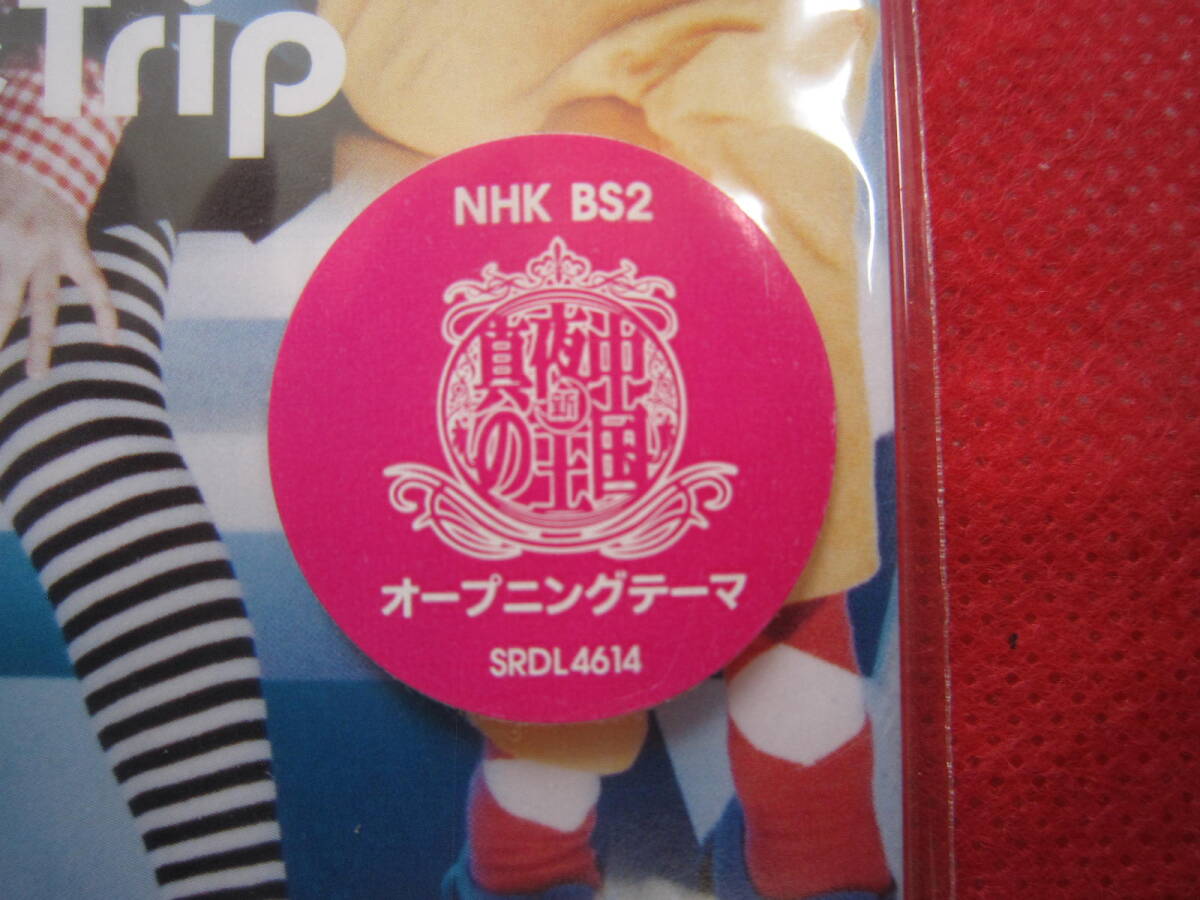 Trip
NHK BS2
真夜中
新
の王国
オープニングテーマ
SRDL4614